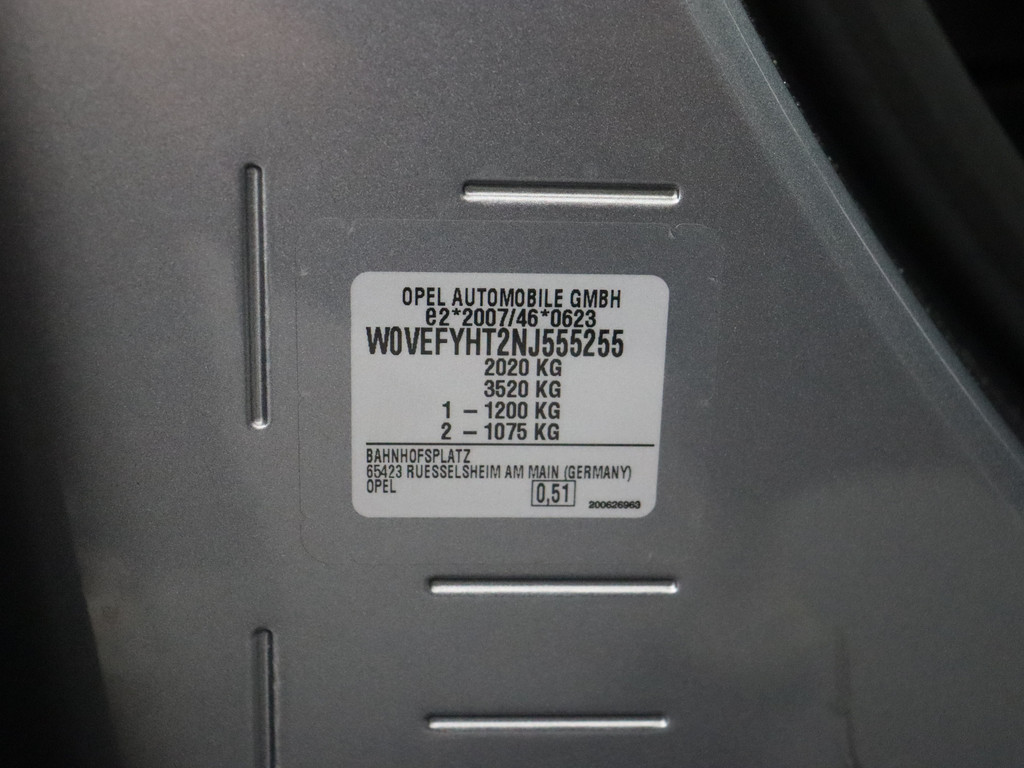 OPEL AUTOMOBILE GMBH
e2*2007/46*0623
W0VEFYHT2NJ555255
2020 KG
3520 KG
1 – 1200 KG
2 – 1075 KG
BAHNHOFSPLATZ
65423 RUESSELSHEIM AM MAIN (GERMANY)
OPEL
0,51
200626963